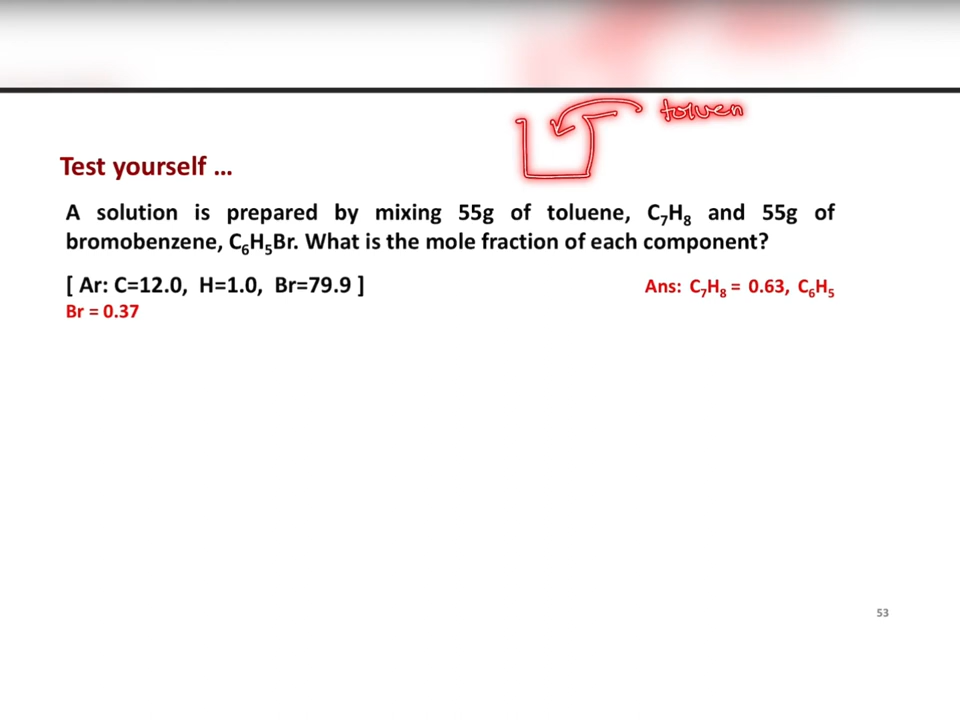 toluen
Test yourself ...
A solution is prepared by mixing 55g of toluene, C₇H₈ and 55g of
bromobenzene, C₆H₅Br. What is the mole fraction of each component?
[ Ar: C=12.0, H=1.0, Br=79.9 ] Ans: C₇H₈ = 0.63, C₆H₅
Br = 0.37
53